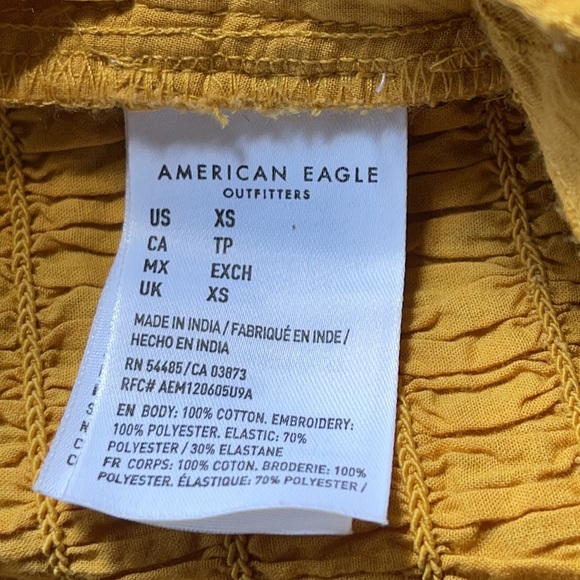 AMERICAN EAGLE
OUTFITTERS
US XS
CA TP
MX EXCH
UK XS
MADE IN INDIA / FABRIQUÉ EN INDE /
HECHO EN INDIA
RN 54485 / CA 03873
RFC# AEM120605U9A
EN BODY: 100% COTTON. EMBROIDERY:
100% POLYESTER. ELASTIC: 70%
POLYESTER / 30% ELASTANE
FR CORPS: 100% COTON. BRODERIE: 100%
POLYESTER. ÉLASTIQUE: 70% POLYESTER /